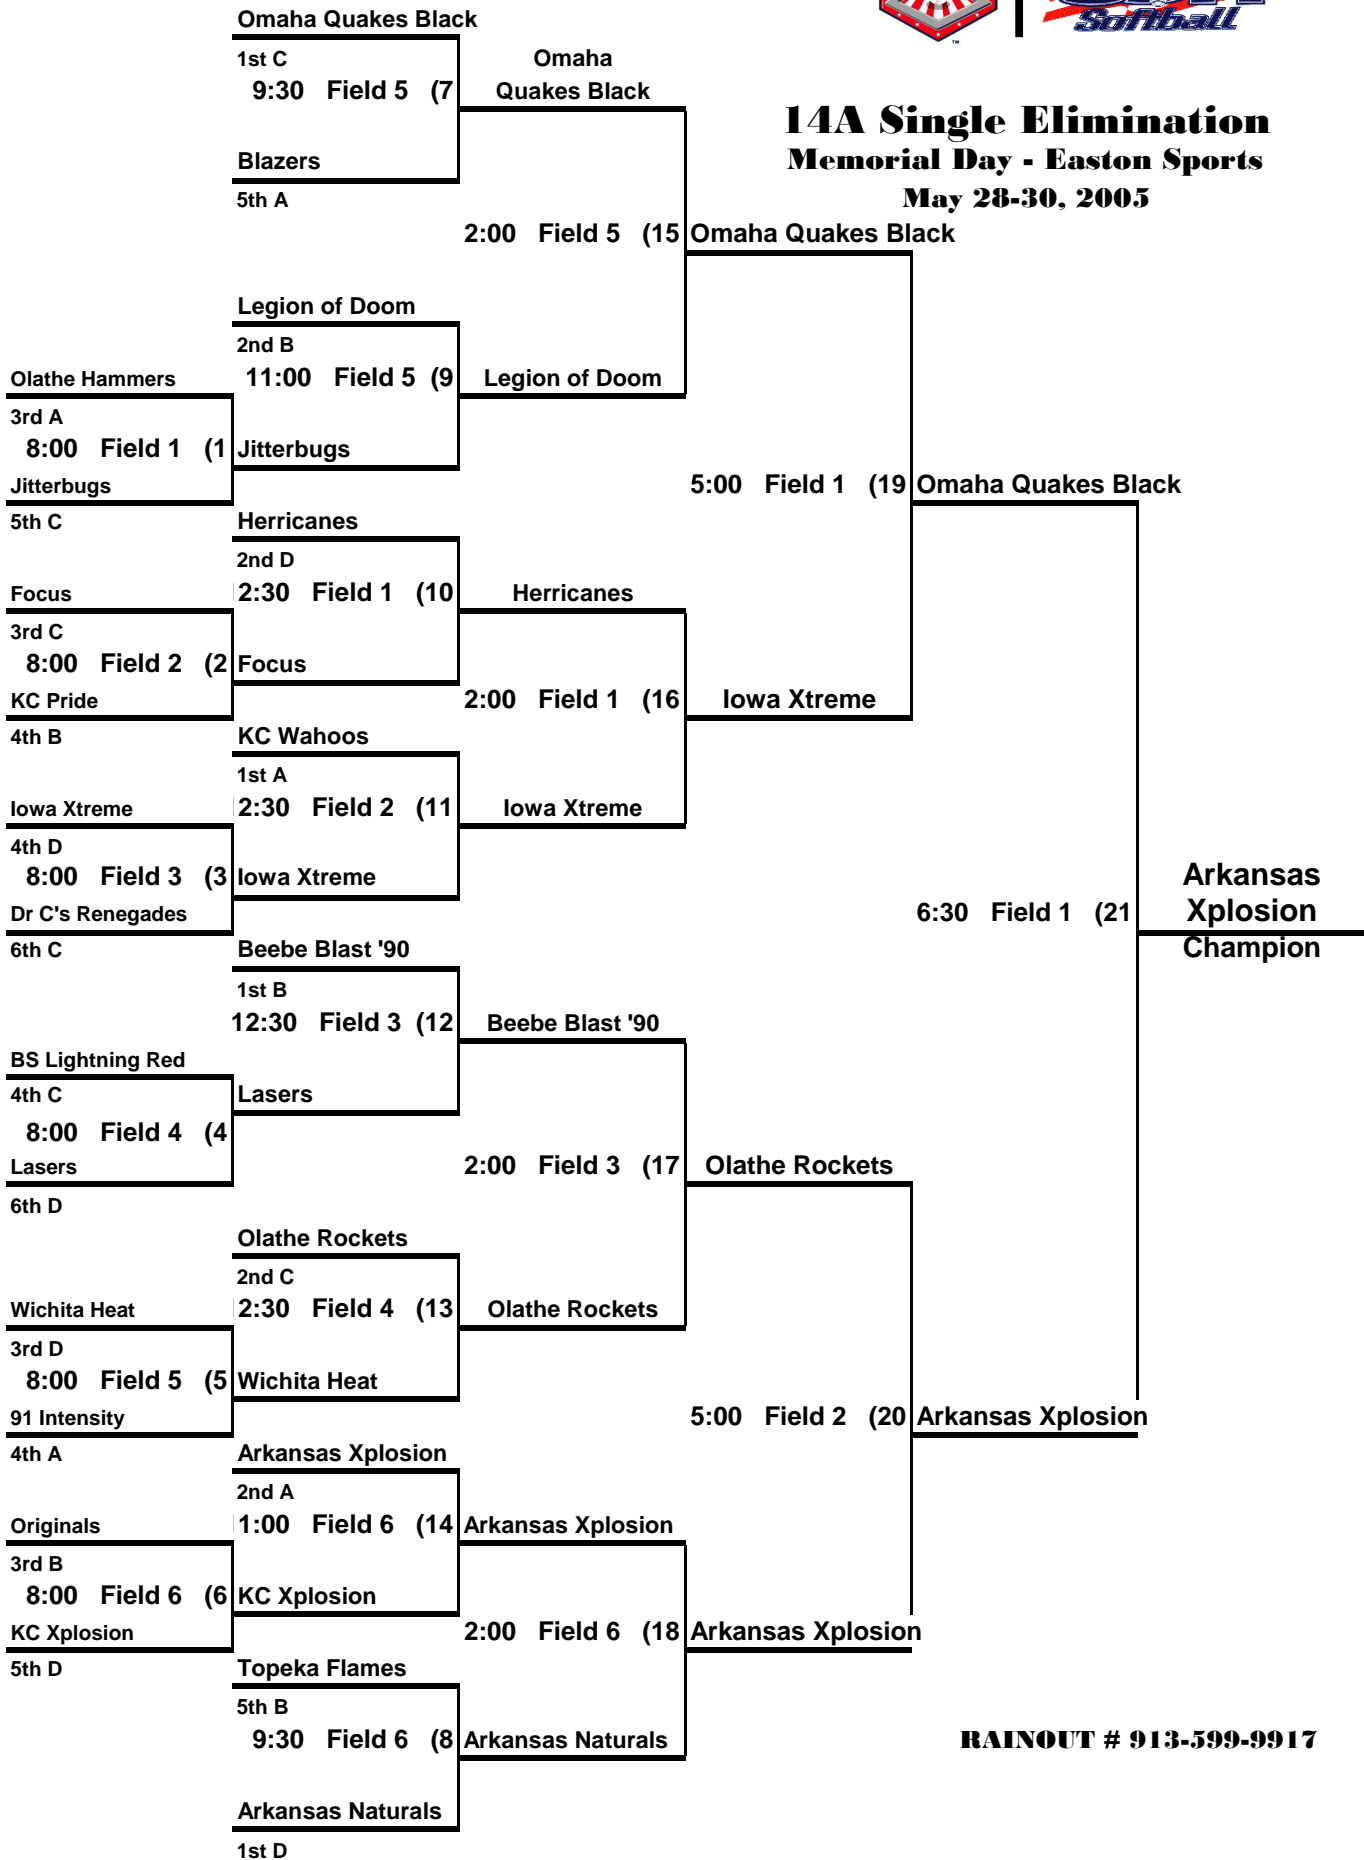 Omaha Quakes Black
Softball
TM
1st C
Omaha
9:30 Field 5 (7
Quakes Black
14A Single Elimination
Blazers
Memorial Day - Easton Sports
5th A
May 28-30, 2005
2:00 Field 5 (15
Omaha Quakes Black
Legion of Doom
2nd B
Olathe Hammers
11:00 Field 5 (9
Legion of Doom
3rd A
8:00 Field 1 (1
Jitterbugs
Jitterbugs
5:00 Field 1 (19
Omaha Quakes Black
5th C
Herricanes
2nd D
Focus
2:30 Field 1 (10
Herricanes
3rd C
8:00 Field 2 (2
Focus
KC Pride
2:00 Field 1 (16
Iowa Xtreme
4th B
KC Wahoos
1st A
Iowa Xtreme
2:30 Field 2 (11
Iowa Xtreme
4th D
8:00 Field 3 (3
Iowa Xtreme
Arkansas
Dr C's Renegades
6:30 Field 1 (21
Xplosion
6th C
Beebe Blast '90
Champion
1st B
12:30 Field 3 (12
Beebe Blast '90
BS Lightning Red
4th C
Lasers
8:00 Field 4 (4
Lasers
2:00 Field 3 (17
Olathe Rockets
6th D
Olathe Rockets
2nd C
Wichita Heat
2:30 Field 4 (13
Olathe Rockets
3rd D
8:00 Field 5 (5
Wichita Heat
91 Intensity
5:00 Field 2 (20
Arkansas Xplosion
4th A
Arkansas Xplosion
2nd A
Originals
1:00 Field 6 (14
Arkansas Xplosion
3rd B
8:00 Field 6 (6
KC Xplosion
KC Xplosion
2:00 Field 6 (18
Arkansas Xplosion
5th D
Topeka Flames
5th B
9:30 Field 6 (8
Arkansas Naturals
RAINOUT # 913-599-9917
Arkansas Naturals
1st D